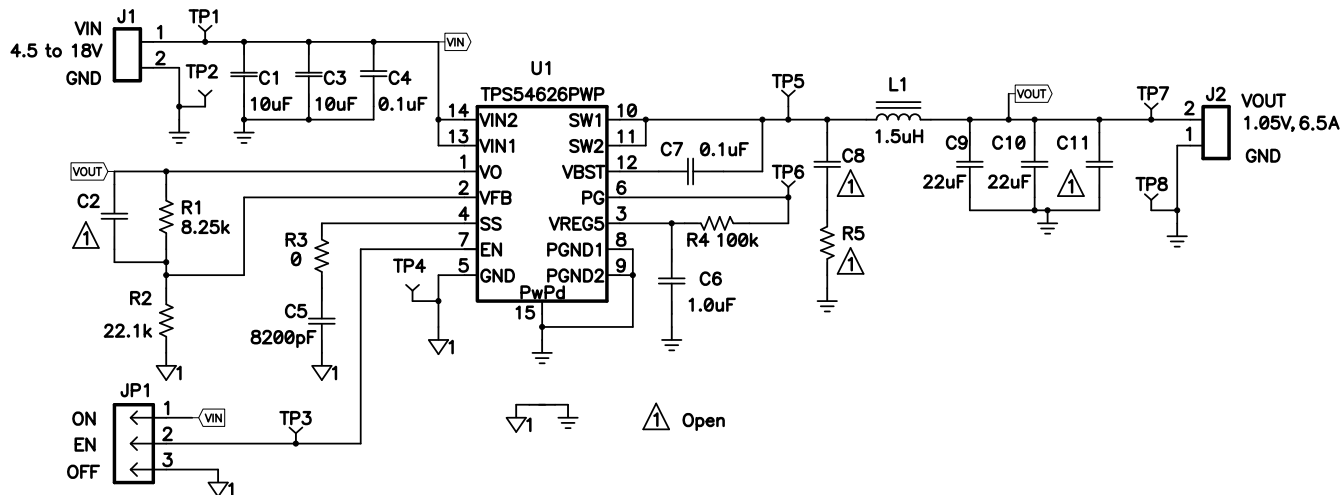 J1
TP1
VIN
1
4.5 to 18V
2
GND
TP2
VIN
C1
10uF
C3
10uF
C4
0.1uF
U1
TPS54626PWP
14
VIN2
13
VIN1
1
VO
2
VFB
4
SS
7
EN
5
GND
PwPd
15
SW1
10
SW2
11
VBST
12
PG
6
VREG5
3
PGND1
8
PGND2
9
C7
0.1uF
TP5
TP6
R4
100k
C6
1.0uF
C8
1
R5
1
L1
1.5uH
VOUT
C9
22uF
C10
22uF
C11
1
TP7
TP8
J2
2
1
VOUT
1.05V, 6.5A
GND
VOUT
C2
1
R1
8.25k
R2
22.1k
1
R3
0
C5
8200pF
1
TP4
1
JP1
ON
1
VIN
EN
2
TP3
OFF
3
1
1
1 Open